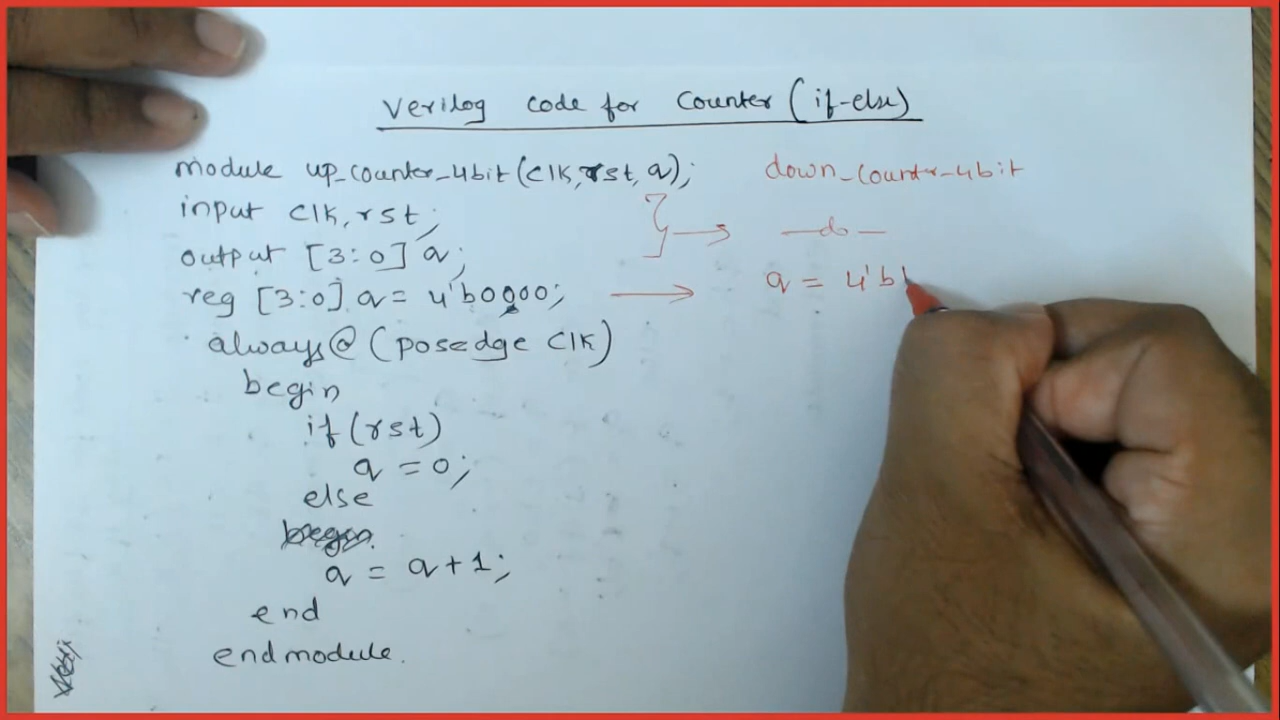 Verilog code for Counter (if-else)
module up_counter_4bit(clk, rst, q);
down_counter_4bit
input clk, rst;
output [3:0] q;
—do—
reg [3:0] q = 4'b0000;
q = 4'b1
always@(posedge clk)
begin
if(rst)
q = 0;
else
begin
q = q+1;
end
endmodule.